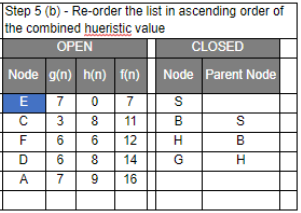 Step 5 (b) - Re-order the list in ascending order of
the combined hueristic value
OPEN CLOSED
Node g(n) h(n) f(n) Node Parent Node
E 7 0 7 S
C 3 8 11 B S
F 6 6 12 H B
D 6 8 14 G H
A 7 9 16